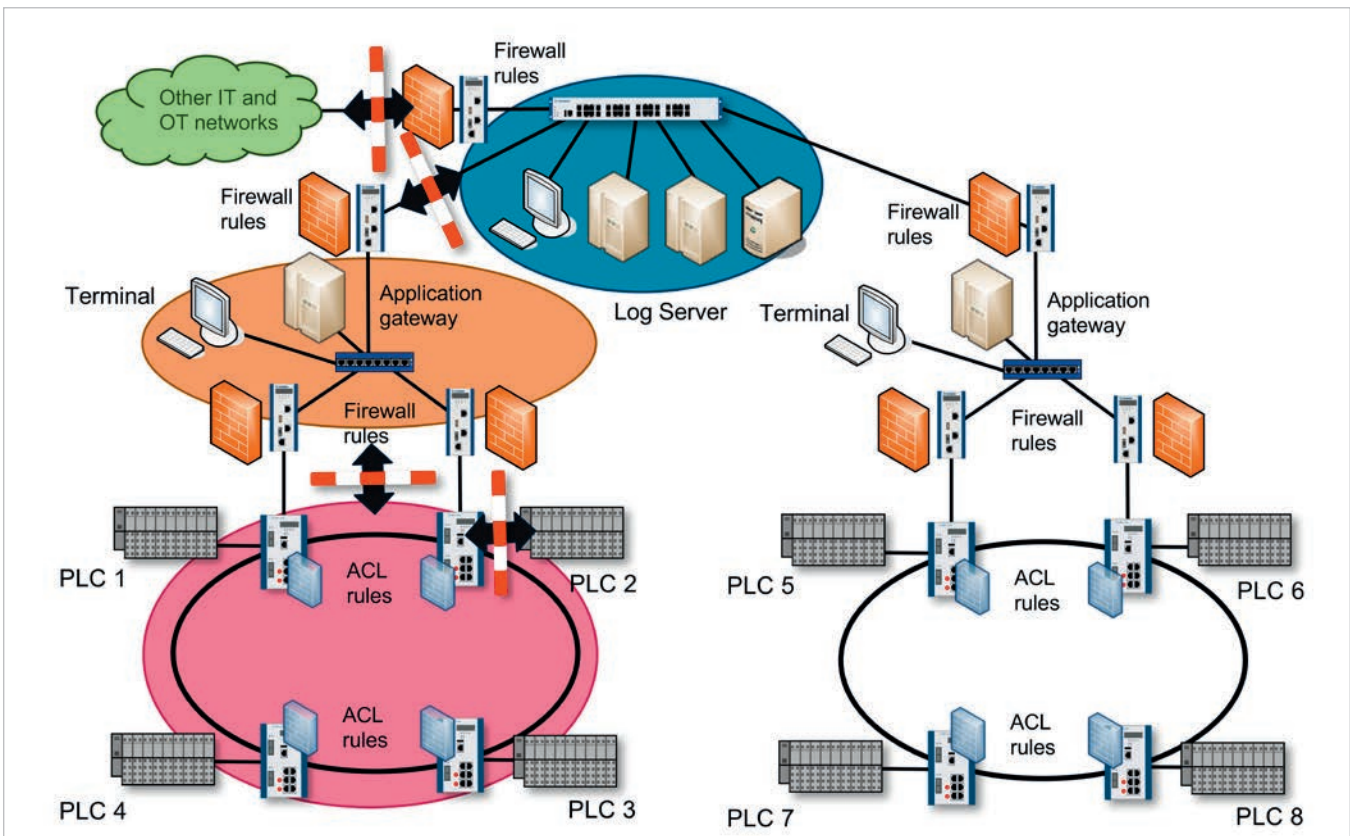 Firewall
rules
Other IT and
OT networks
Firewall
rules
Firewall
rules
Terminal
Application
gateway
Log Server
Terminal
Application
gateway
Firewall
rules
Firewall
rules
PLC 1
ACL
rules
PLC 2
PLC 5
ACL
rules
PLC 6
ACL
rules
ACL
rules
PLC 4
PLC 3
PLC 7
PLC 8